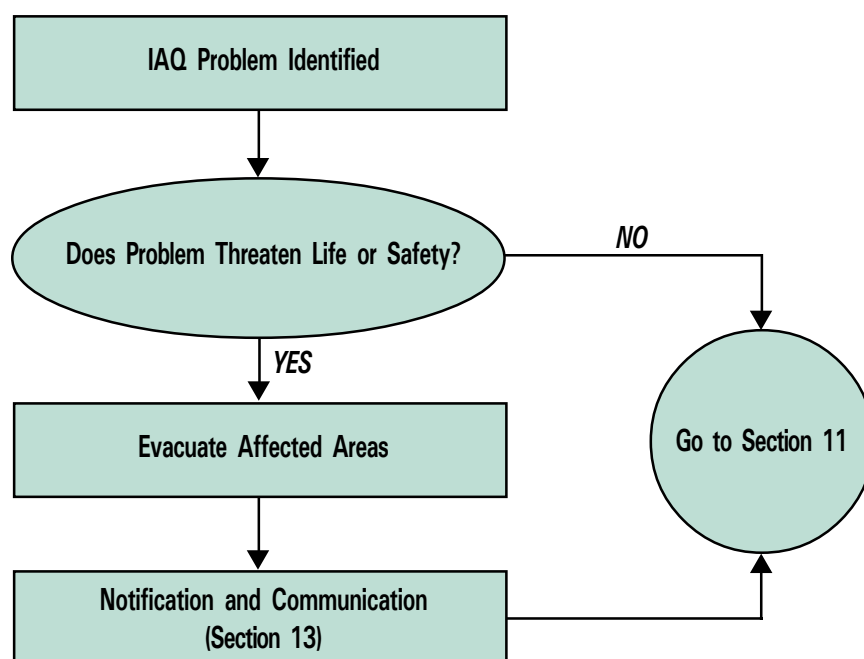 IAQ Problem Identified
Does Problem Threaten Life or Safety?
NO
YES
Evacuate Affected Areas
Go to Section 11
Notification and Communication
(Section 13)